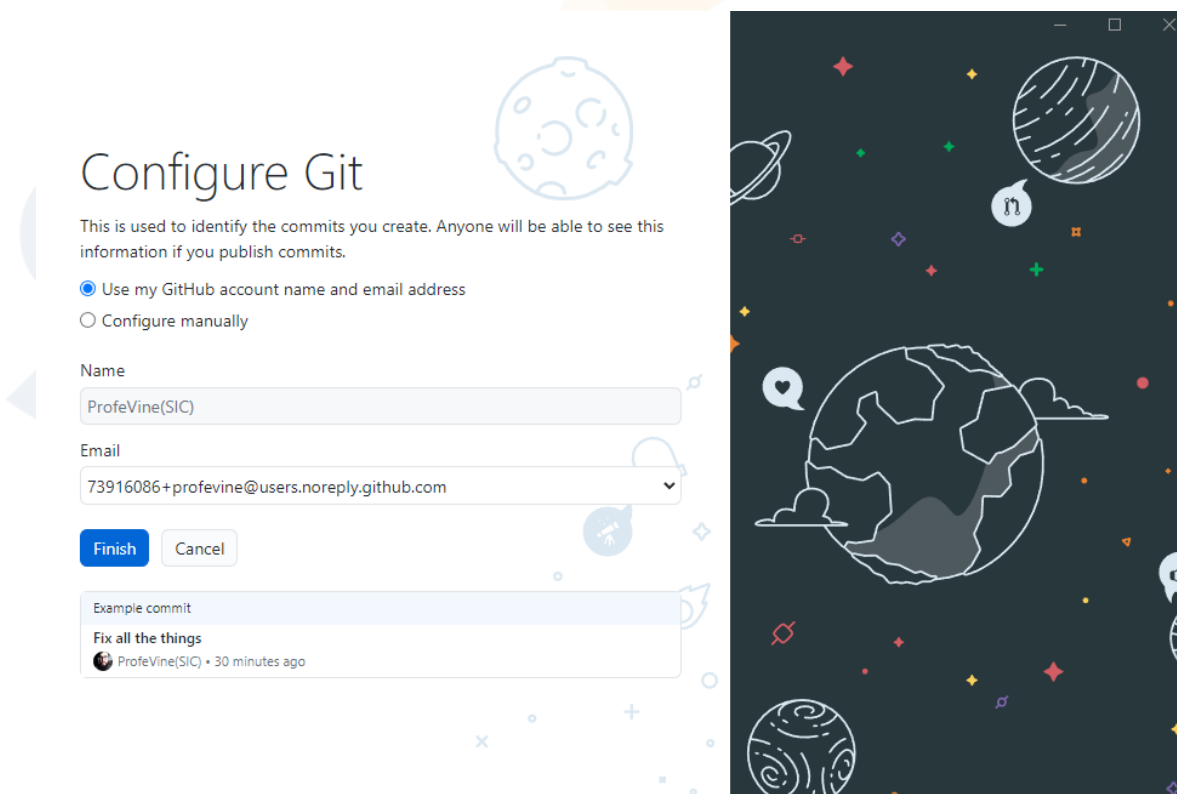 Configure Git
This is used to identify the commits you create. Anyone will be able to see this
information if you publish commits.
Use my GitHub account name and email address
Configure manually
Name
ProfeVine(SIC)
Email
73916086+profevine@users.noreply.github.com
Finish Cancel
Example commit
Fix all the things
ProfeVine(SIC) • 30 minutes ago